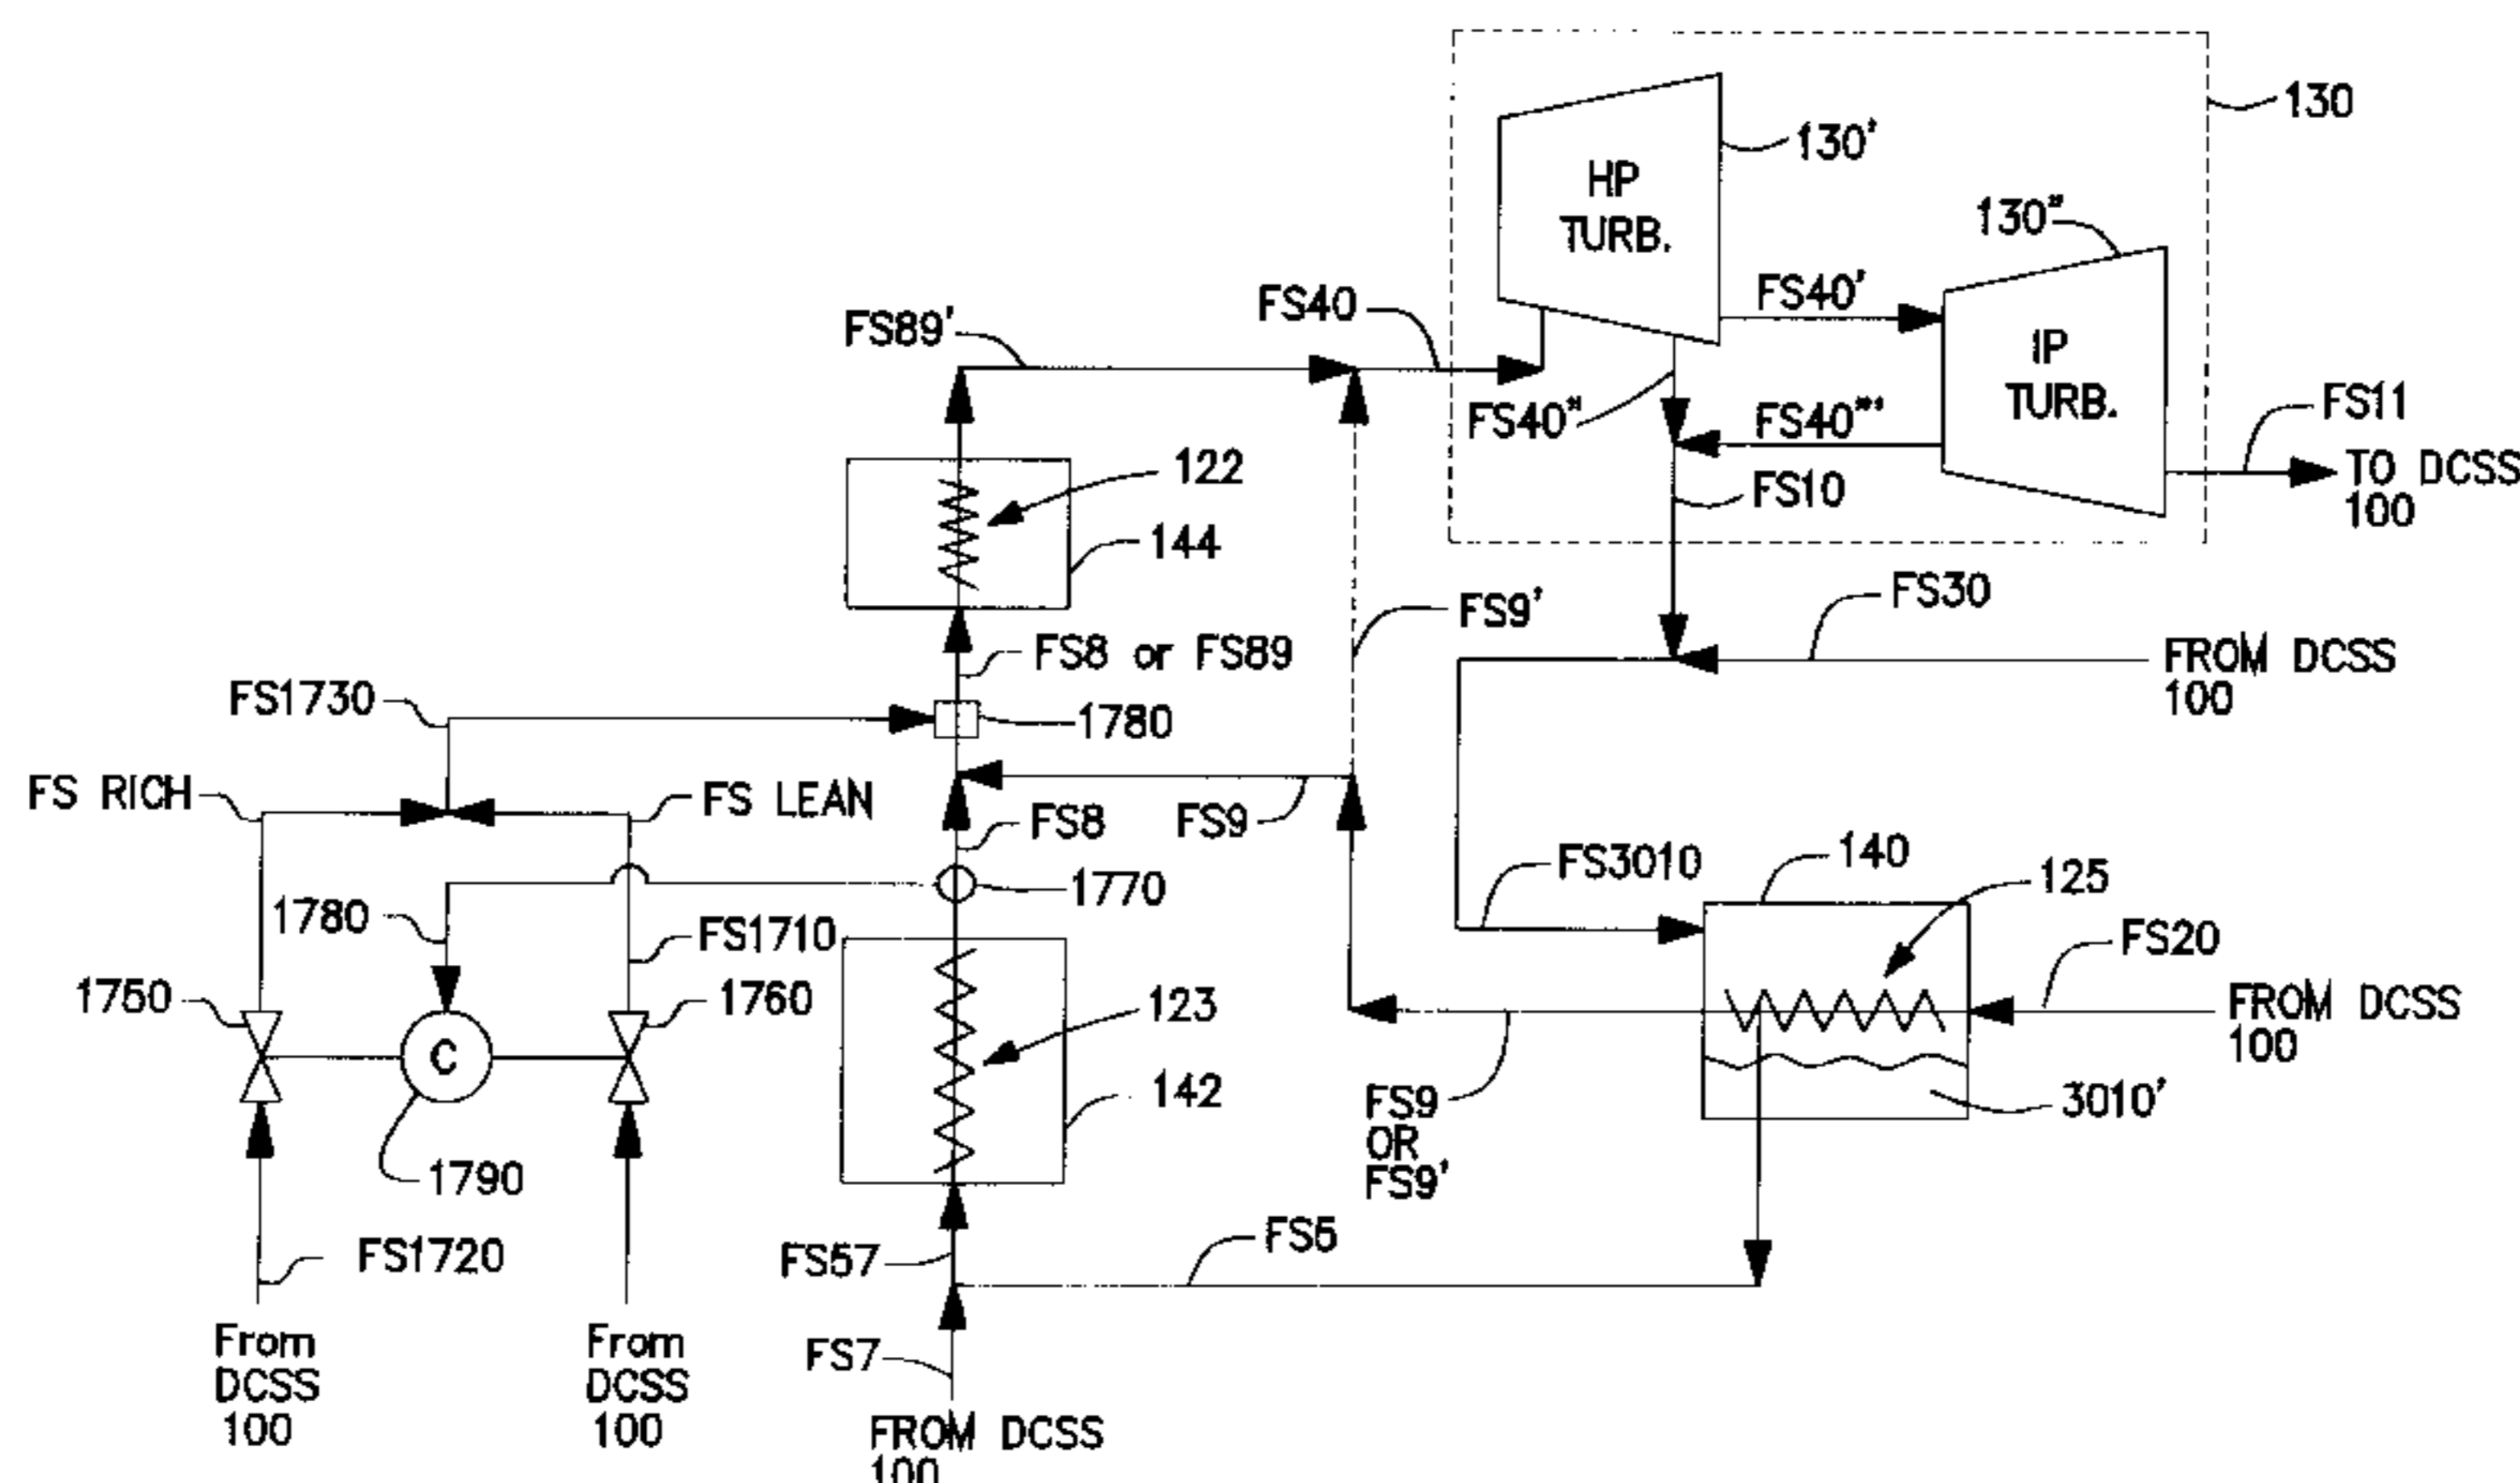 130
130'
HP
TURB.
130"
FS40'
FS40
FS89'
IP
TURB.
FS11
FS40"
FS40"'
TO DCSS
100
122
FS10
144
FS30
FS9'
FS8 or FS89
FROM DCSS
100
FS1730
1780
FS RICH
FS LEAN
FS8
FS9
140
FS3010
125
1770
1780
FS1710
FS20
1750
1760
123
FROM DCSS
100
C
142
FS9
OR
FS9'
3010'
1790
FS5
FS57
FS1720
From
DCSS
100
From
DCSS
100
FS7
FROM DCSS
100